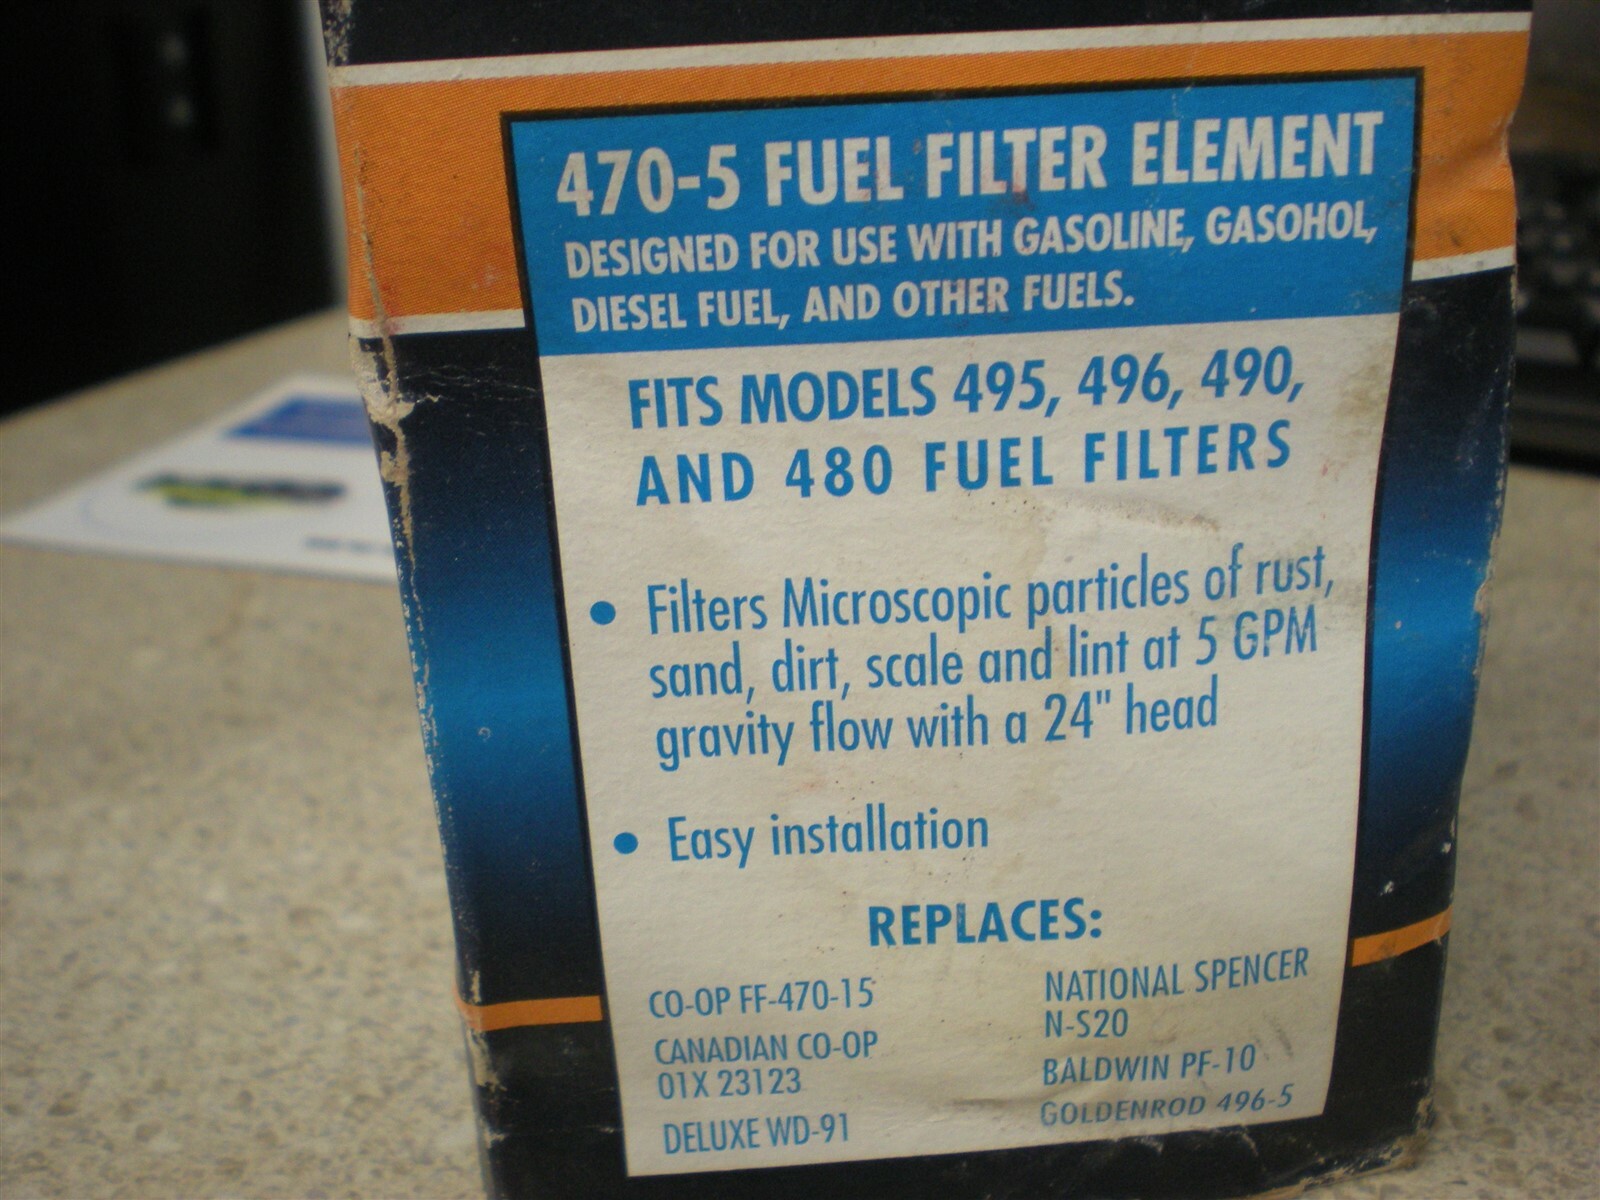 470-5 FUEL FILTER ELEMENT
DESIGNED FOR USE WITH GASOLINE, GASOHOL,
DIESEL FUEL, AND OTHER FUELS.
FITS MODELS 495, 496, 490,
AND 480 FUEL FILTERS
• Filters Microscopic particles of rust,
sand, dirt, scale and lint at 5 GPM
gravity flow with a 24" head
• Easy installation
REPLACES:
CO-OP FF-470-15
CANADIAN CO-OP
01X 23123
DELUXE WD-91
NATIONAL SPENCER
N-S20
BALDWIN PF-10
GOLDENROD 496-5